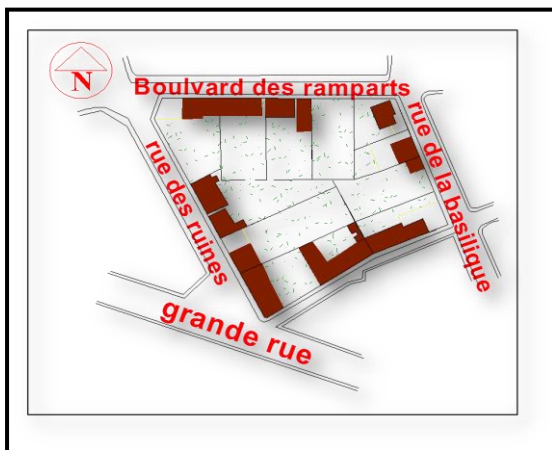 N
Boulvard des ramparts
rue des ruines
rue de la basilique
grande rue